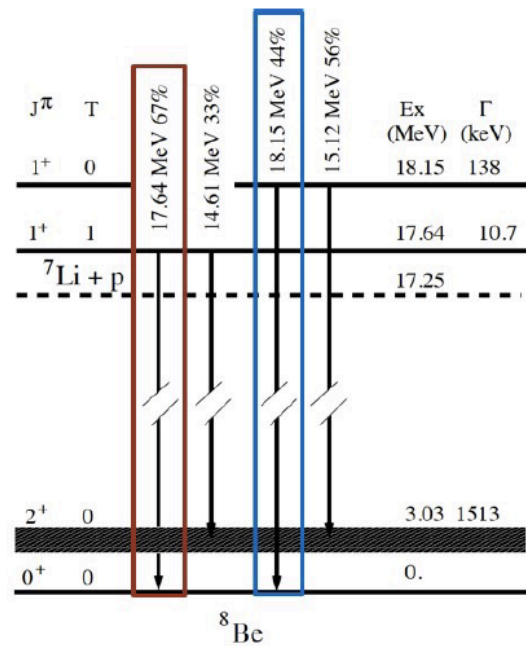 17.64 MeV 67%
14.61 MeV 33%
18.15 MeV 44%
15.12 MeV 56%
J^π T Ex Γ
(MeV) (keV)
1⁺ 0 18.15 138
1⁺ 1 17.64 10.7
⁷Li + p 17.25
2⁺ 0 3.03 1513
0⁺ 0 0.
⁸Be